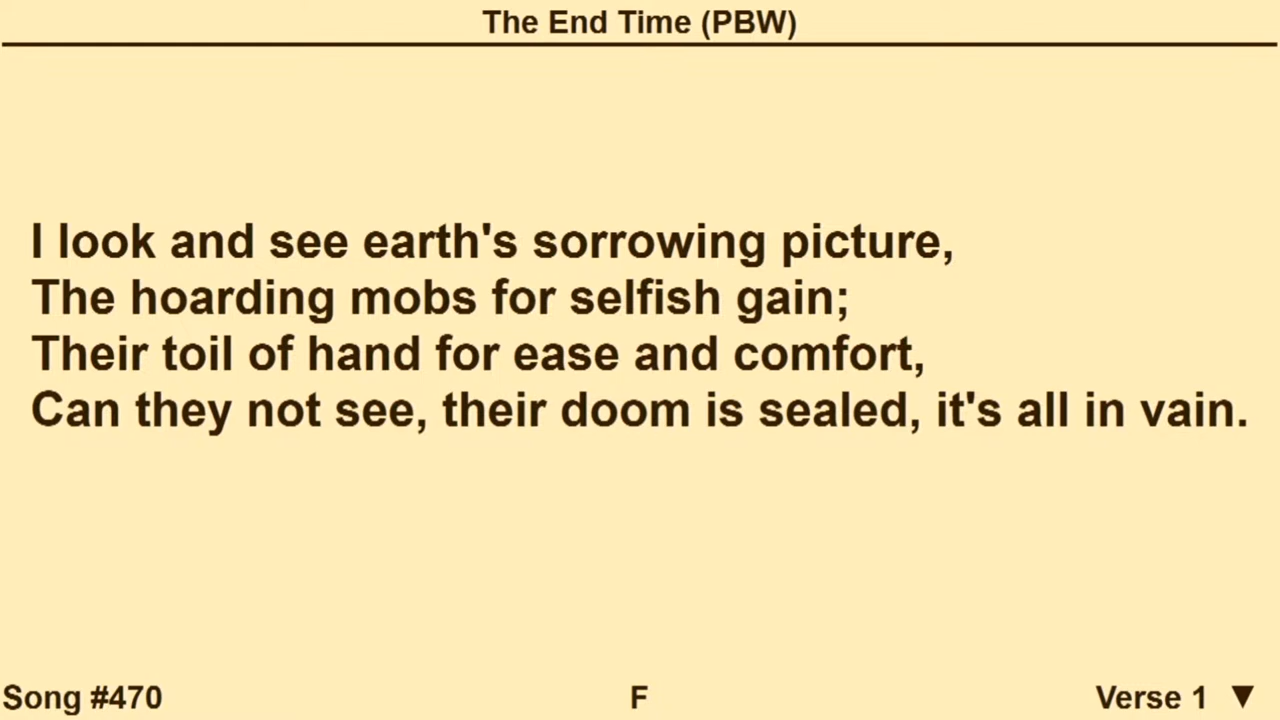 The End Time (PBW)
I look and see earth's sorrowing picture,
The hoarding mobs for selfish gain;
Their toil of hand for ease and comfort,
Can they not see, their doom is sealed, it's all in vain.
Song #470 F Verse 1 ▼